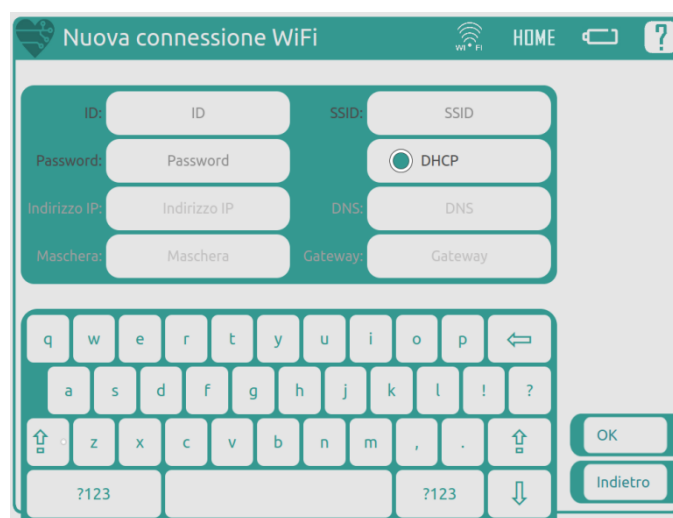 Nuova connessione WiFi WI•FI HOME ?
ID: ID SSID: SSID
Password: Password DHCP
Indirizzo IP: Indirizzo IP DNS: DNS
Maschera: Maschera Gateway: Gateway
q w e r t y u i o p
a s d f g h j k l ! ?
z x c v b n m , .
OK
?123 ?123
Indietro